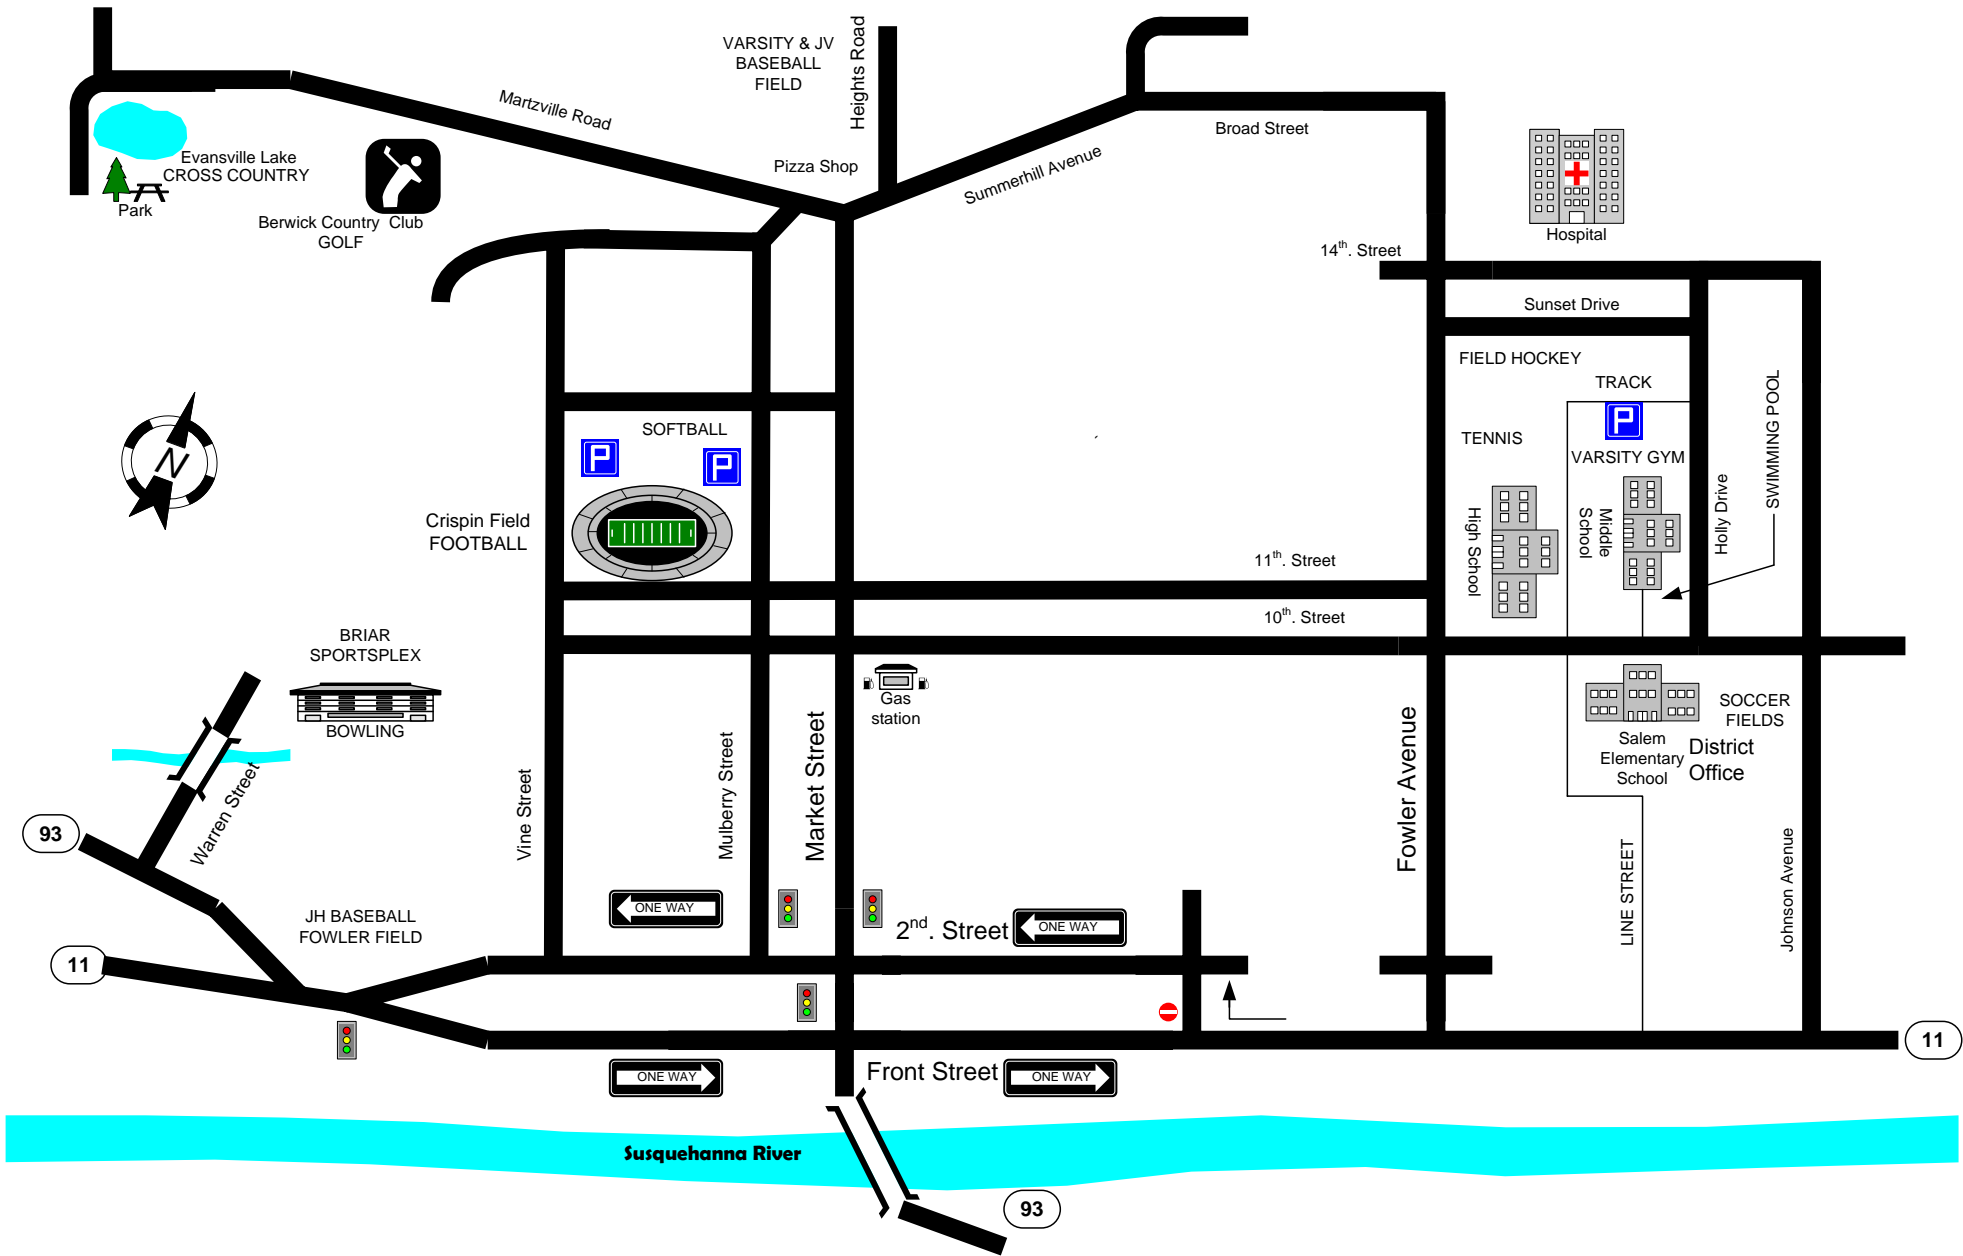 VARSITY & JV
BASEBALL
FIELD
Heights Road
Martzville Road
Pizza Shop
Summerhill Avenue
Broad Street
Evansville Lake
CROSS COUNTRY
Park
Berwick Country Club
GOLF
Hospital
14th. Street
Sunset Drive
FIELD HOCKEY
TRACK
P
TENNIS
VARSITY GYM
SWIMMING POOL
High School
Middle
School
Holly Drive
N
SOFTBALL
P
P
Crispin Field
FOOTBALL
11th. Street
10th. Street
BRIAR
SPORTSPLEX
BOWLING
Gas
station
SOCCER
FIELDS
Salem
Elementary
School
District
Office
Warren Street
Vine Street
Mulberry Street
Market Street
Fowler Avenue
LINE STREET
Johnson Avenue
93
JH BASEBALL
FOWLER FIELD
ONE WAY
2nd. Street
ONE WAY
11
ONE WAY
Front Street
ONE WAY
11
Susquehanna River
93